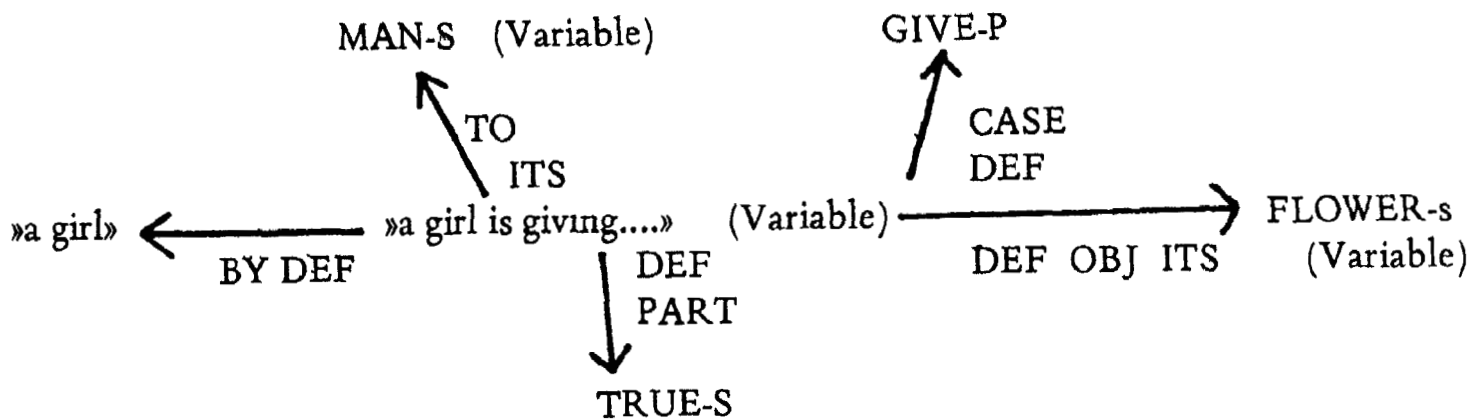 MAN-S (Variable)
GIVE-P
TO
ITS
CASE
DEF
»a girl»
»a girl is giving....» (Variable)
FLOWER-s
(Variable)
BY DEF
DEF
PART
DEF OBJ ITS
TRUE-S